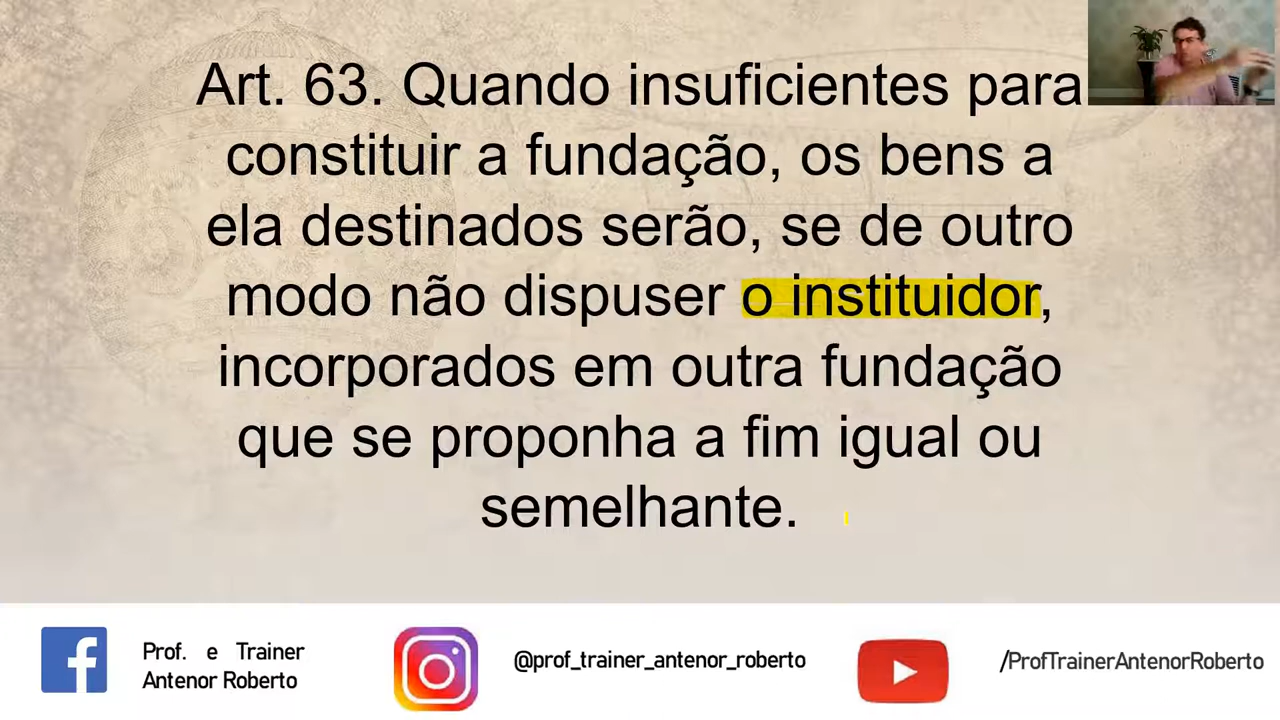 Art. 63. Quando insuficientes para
constituir a fundação, os bens a
ela destinados serão, se de outro
modo não dispuser o instituidor,
incorporados em outra fundação
que se proponha a fim igual ou
semelhante.
Prof. e Trainer
Antenor Roberto
@prof_trainer_antenor_roberto
/ProfTrainerAntenorRoberto